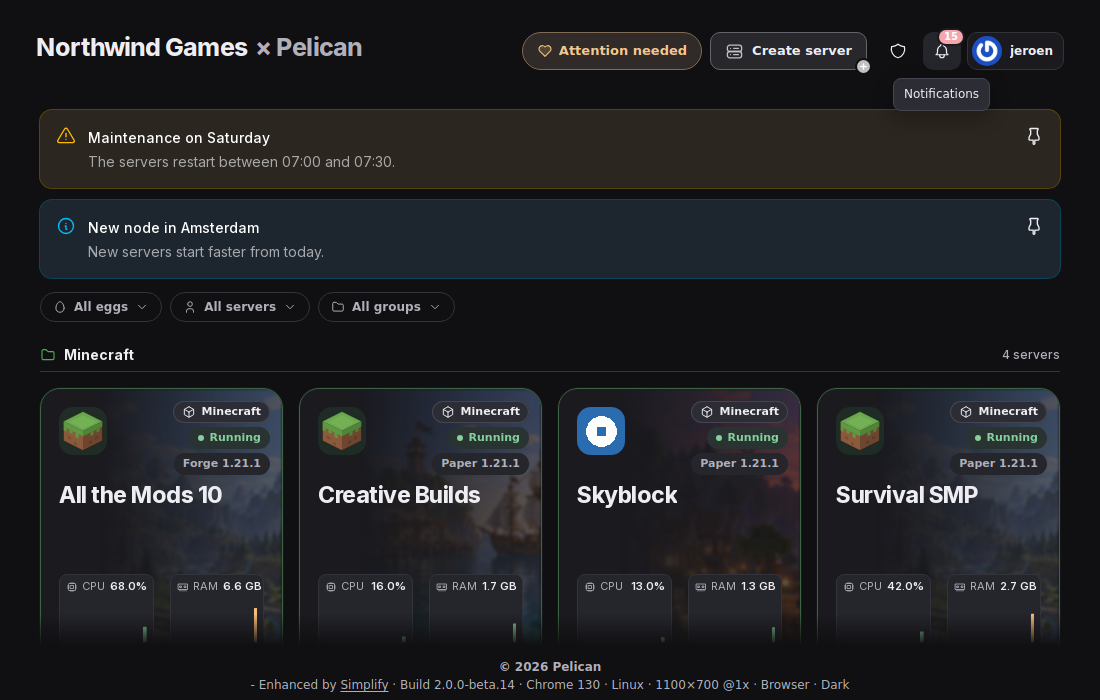 Northwind Games × Pelican
Attention needed
Create server
15
jeroen
Notifications
Maintenance on Saturday
The servers restart between 07:00 and 07:30.
New node in Amsterdam
New servers start faster from today.
All eggs
All servers
All groups
Minecraft
4 servers
Minecraft
Running
Forge 1.21.1
All the Mods 10
CPU 68.0%
RAM 6.6 GB
Minecraft
Running
Paper 1.21.1
Creative Builds
CPU 16.0%
RAM 1.7 GB
Minecraft
Running
Paper 1.21.1
Skyblock
CPU 13.0%
RAM 1.3 GB
Minecraft
Running
Paper 1.21.1
Survival SMP
CPU 42.0%
RAM 2.7 GB
© 2026 Pelican
- Enhanced by Simplify · Build 2.0.0-beta.14 · Chrome 130 · Linux · 1100×700 @1x · Browser · Dark